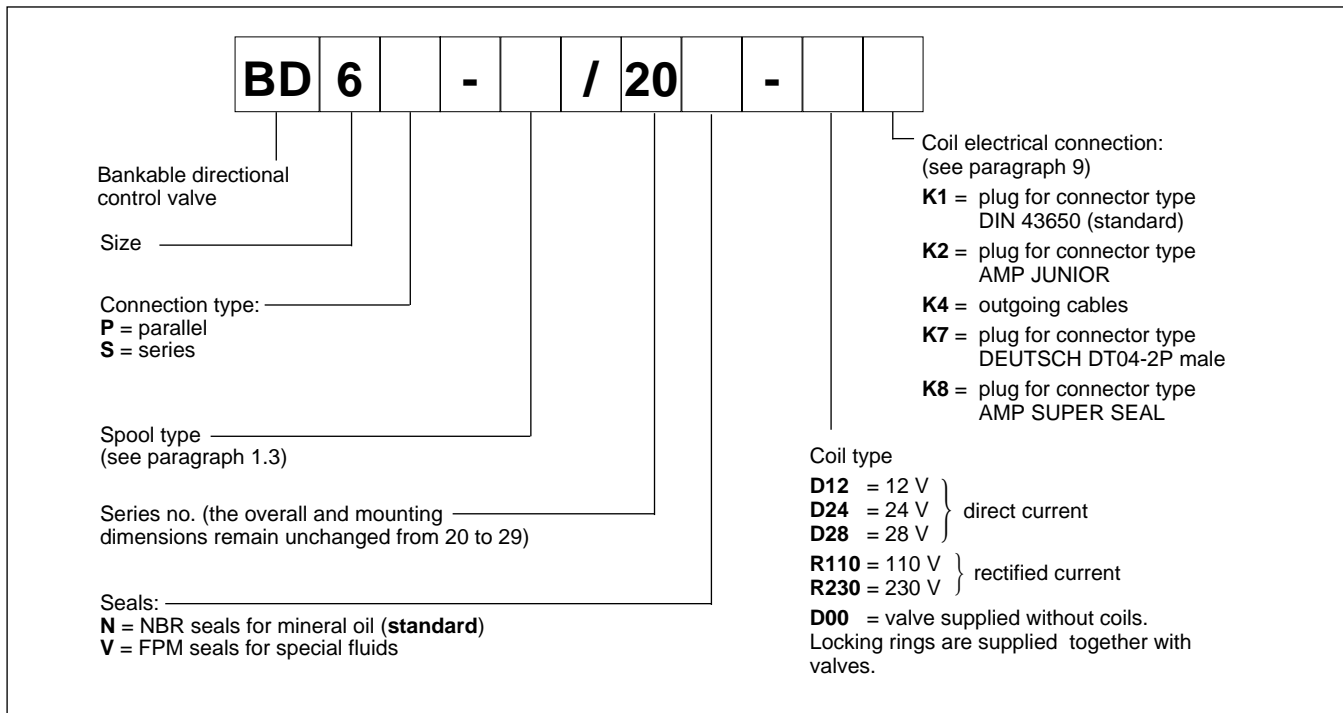 BD 6 - / 20 -
Bankable directional
control valve
Size
Connection type:
P = parallel
S = series
Spool type
(see paragraph 1.3)
Series no. (the overall and mounting
dimensions remain unchanged from 20 to 29)
Seals:
N = NBR seals for mineral oil (standard)
V = FPM seals for special fluids
Coil electrical connection:
(see paragraph 9)
K1 = plug for connector type
DIN 43650 (standard)
K2 = plug for connector type
AMP JUNIOR
K4 = outgoing cables
K7 = plug for connector type
DEUTSCH DT04-2P male
K8 = plug for connector type
AMP SUPER SEAL
Coil type
D12 = 12 V
D24 = 24 V direct current
D28 = 28 V
R110 = 110 V rectified current
R230 = 230 V
D00 = valve supplied without coils.
Locking rings are supplied together with
valves.